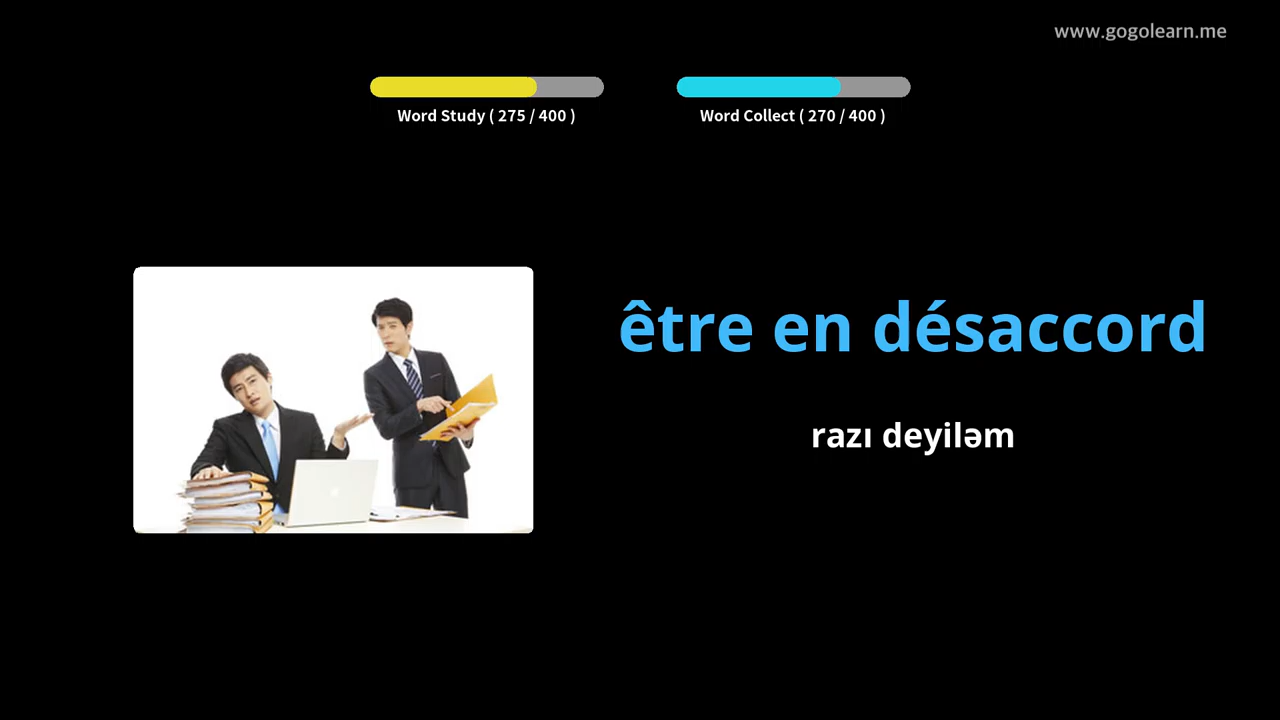 www.gogolearn.me
Word Study ( 275 / 400 )
Word Collect ( 270 / 400 )
être en désaccord
razı deyiləm